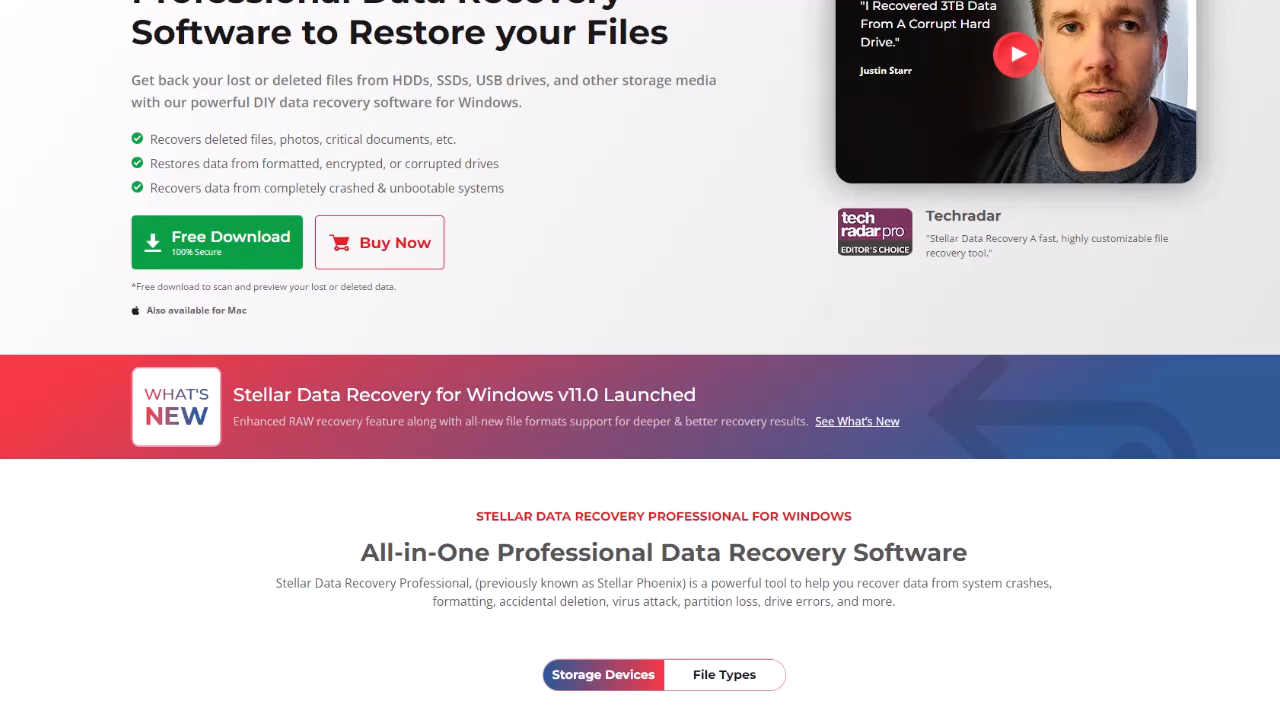 Professional Data Recovery
Software to Restore your Files
Get back your lost or deleted files from HDDs, SSDs, USB drives, and other storage media
with our powerful DIY data recovery software for Windows.
Recovers deleted files, photos, critical documents, etc.
Restores data from formatted, encrypted, or corrupted drives
Recovers data from completely crashed & unbootable systems
Free Download
100% Secure
Buy Now
*Free download to scan and preview your lost or deleted data.
Also available for Mac
"I Recovered 3TB Data
From A Corrupt Hard
Drive."
Justin Starr
tech
radar pro
EDITOR'S CHOICE
Techradar
"Stellar Data Recovery A fast, highly customizable file
recovery tool."
WHAT'S
NEW
Stellar Data Recovery for Windows v11.0 Launched
Enhanced RAW recovery feature along with all-new file formats support for deeper & better recovery results. See What's New
STELLAR DATA RECOVERY PROFESSIONAL FOR WINDOWS
All-in-One Professional Data Recovery Software
Stellar Data Recovery Professional, (previously known as Stellar Phoenix) is a powerful tool to help you recover data from system crashes,
formatting, accidental deletion, virus attack, partition loss, drive errors, and more.
Storage Devices
File Types